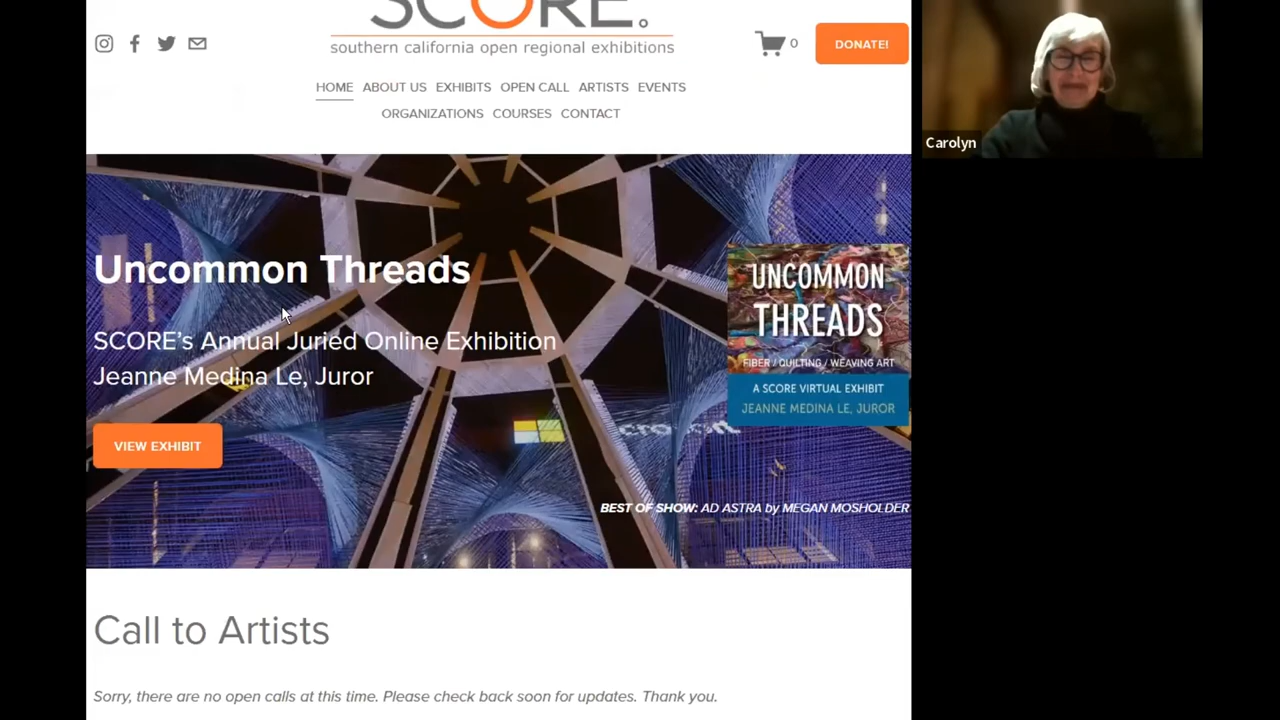 SCORE.
southern california open regional exhibitions
0
DONATE!
HOME ABOUT US EXHIBITS OPEN CALL ARTISTS EVENTS
ORGANIZATIONS COURSES CONTACT
Carolyn
Uncommon Threads
SCORE's Annual Juried Online Exhibition
Jeanne Medina Le, Juror
VIEW EXHIBIT
UNCOMMON
THREADS
FIBER / QUILTING / WEAVING ART
A SCORE VIRTUAL EXHIBIT
JEANNE MEDINA LE, JUROR
BEST OF SHOW: AD ASTRA by MEGAN MOSHOLDER
Call to Artists
Sorry, there are no open calls at this time. Please check back soon for updates. Thank you.